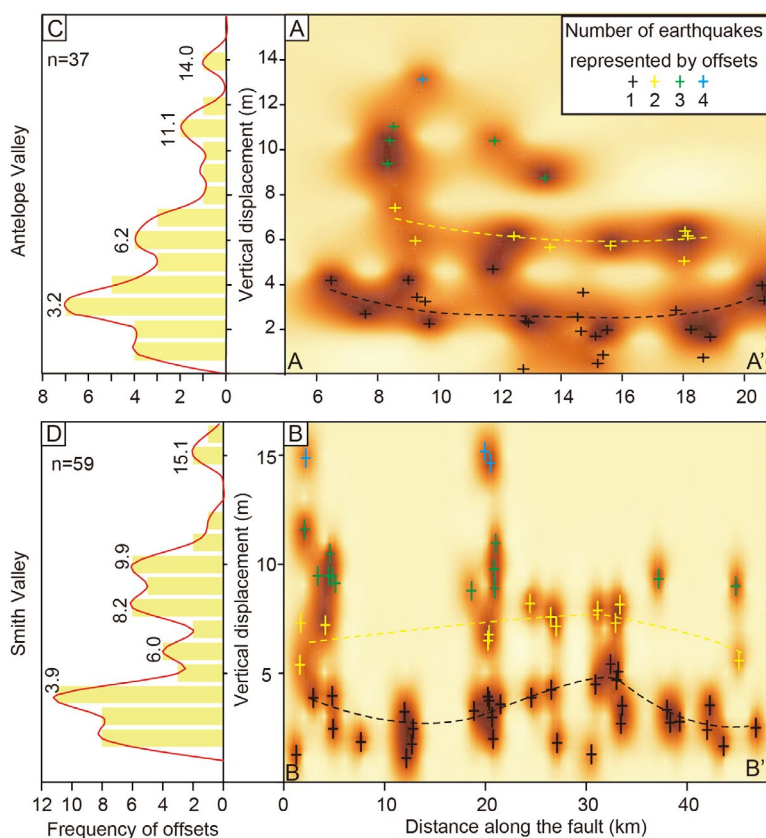 C
n=37
14.0
11.1
6.2
3.2
Antelope Valley
8 6 4 2 0
Vertical displacement (m)
14
12
10
8
6
4
2
A
Number of earthquakes
represented by offsets
1 2 3 4
A
A'
6 8 10 12 14 16 18 20
D
n=59
15.1
9.9
8.2
6.0
3.9
Smith Valley
12 10 8 6 4 2 0
Frequency of offsets
Vertical displacement (m)
15
10
5
B
B
B'
0 10 20 30 40
Distance along the fault (km)